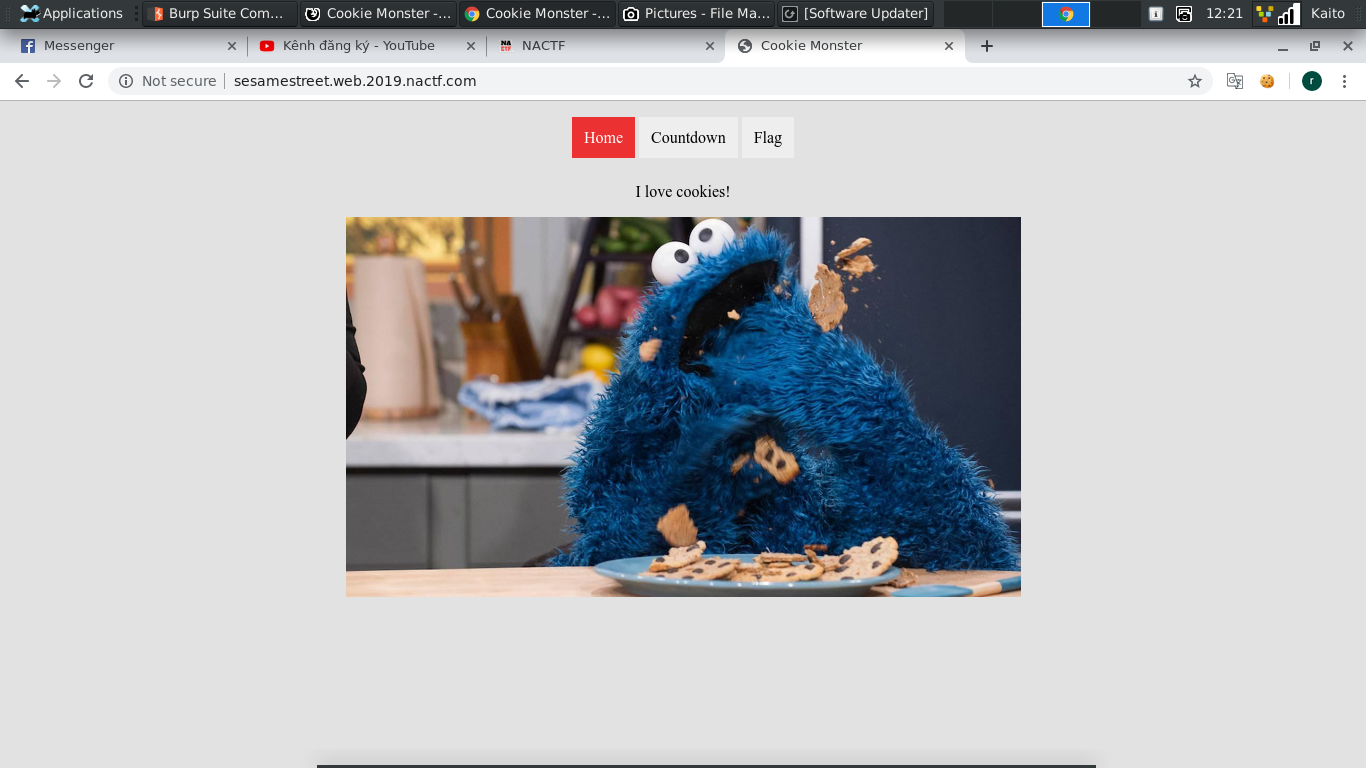 Applications Burp Suite Com... Cookie Monster -... Cookie Monster -... Pictures - File Ma... [Software Updater] 12:21 Kaito
Messenger Kênh đăng ký - YouTube NACTF Cookie Monster
Not secure sesamestreet.web.2019.nactf.com r
Home Countdown Flag
I love cookies!